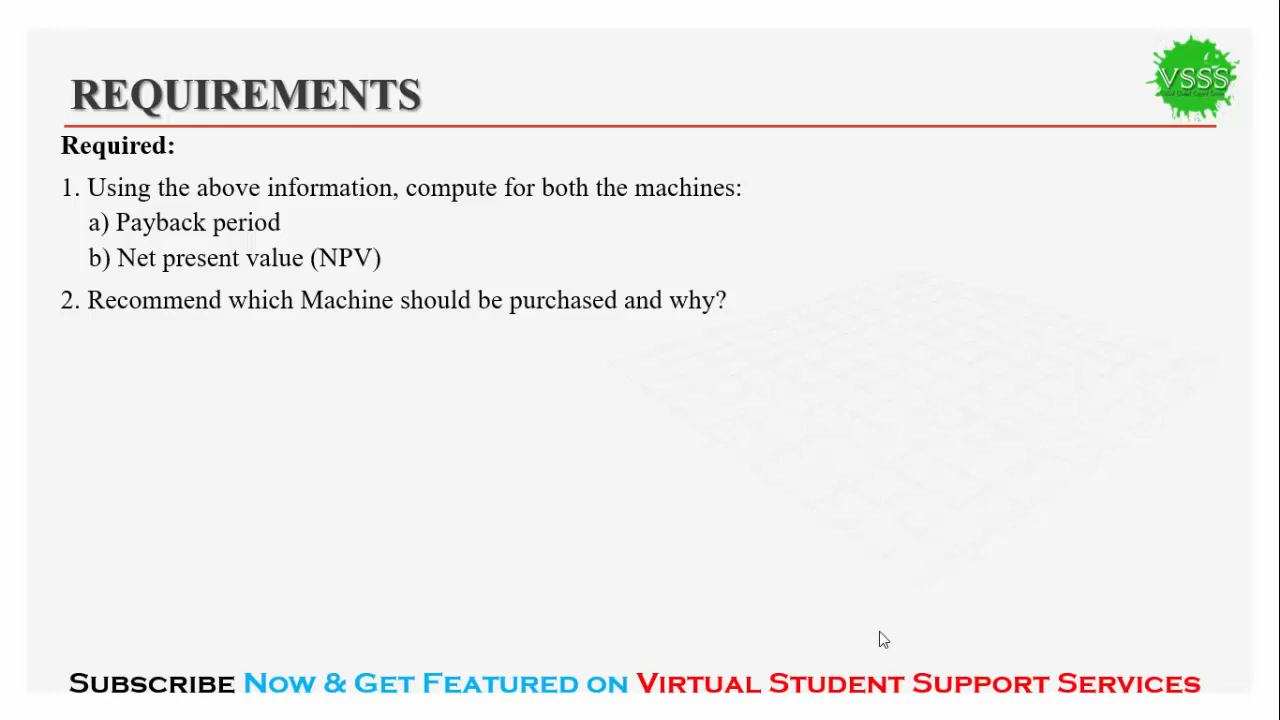 REQUIREMENTS
VSSS
Required:
1. Using the above information, compute for both the machines:
a) Payback period
b) Net present value (NPV)
2. Recommend which Machine should be purchased and why?
SUBSCRIBE NOW & GET FEATURED ON VIRTUAL STUDENT SUPPORT SERVICES